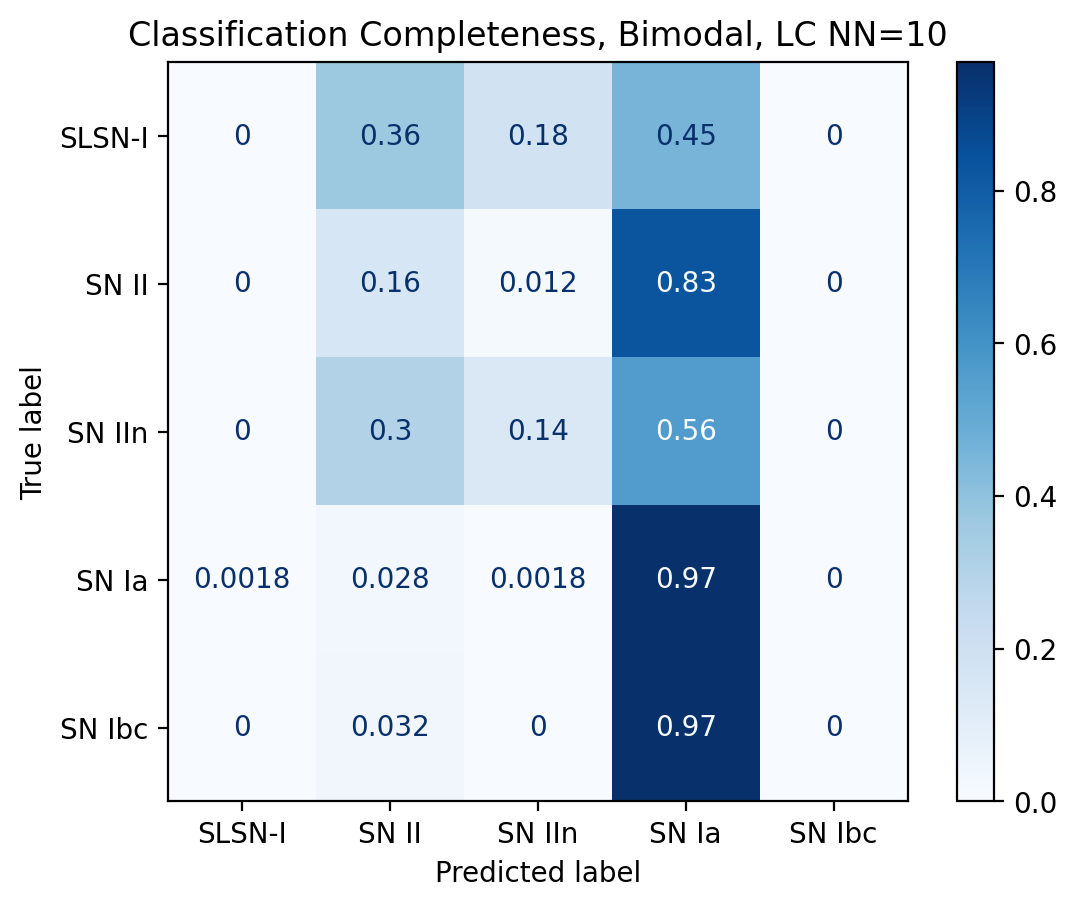 Classification Completeness, Bimodal, LC NN=10
SLSN-I 0 0.36 0.18 0.45 0
SN II 0 0.16 0.012 0.83 0
SN IIn 0 0.3 0.14 0.56 0
SN Ia 0.0018 0.028 0.0018 0.97 0
SN Ibc 0 0.032 0 0.97 0
SLSN-I SN II SN IIn SN Ia SN Ibc
Predicted label
True label
0.8
0.6
0.4
0.2
0.0